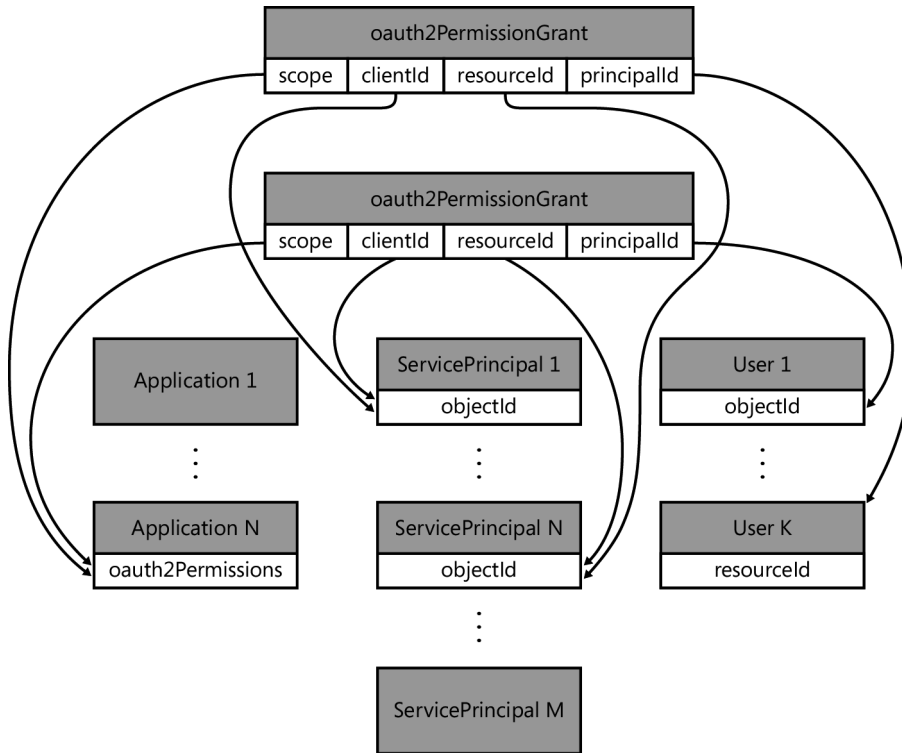 oauth2PermissionGrant
scope clientId resourceId principalId
oauth2PermissionGrant
scope clientId resourceId principalId
Application 1
ServicePrincipal 1
objectId
User 1
objectId
Application N
oauth2Permissions
ServicePrincipal N
objectId
User K
resourceId
ServicePrincipal M